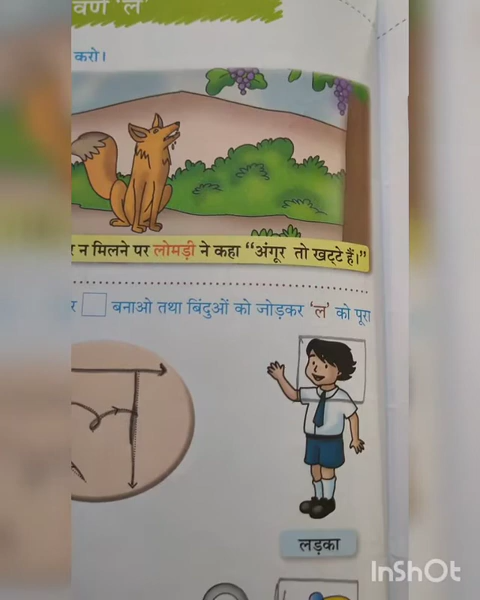 वर्ण 'ल'
करो।
न मिलने पर लोमड़ी ने कहा “अंगूर तो खट्टे हैं।”
बनाओ तथा बिंदुओं को जोड़कर ‘ल’ को पूरा
लड़का
InShOt